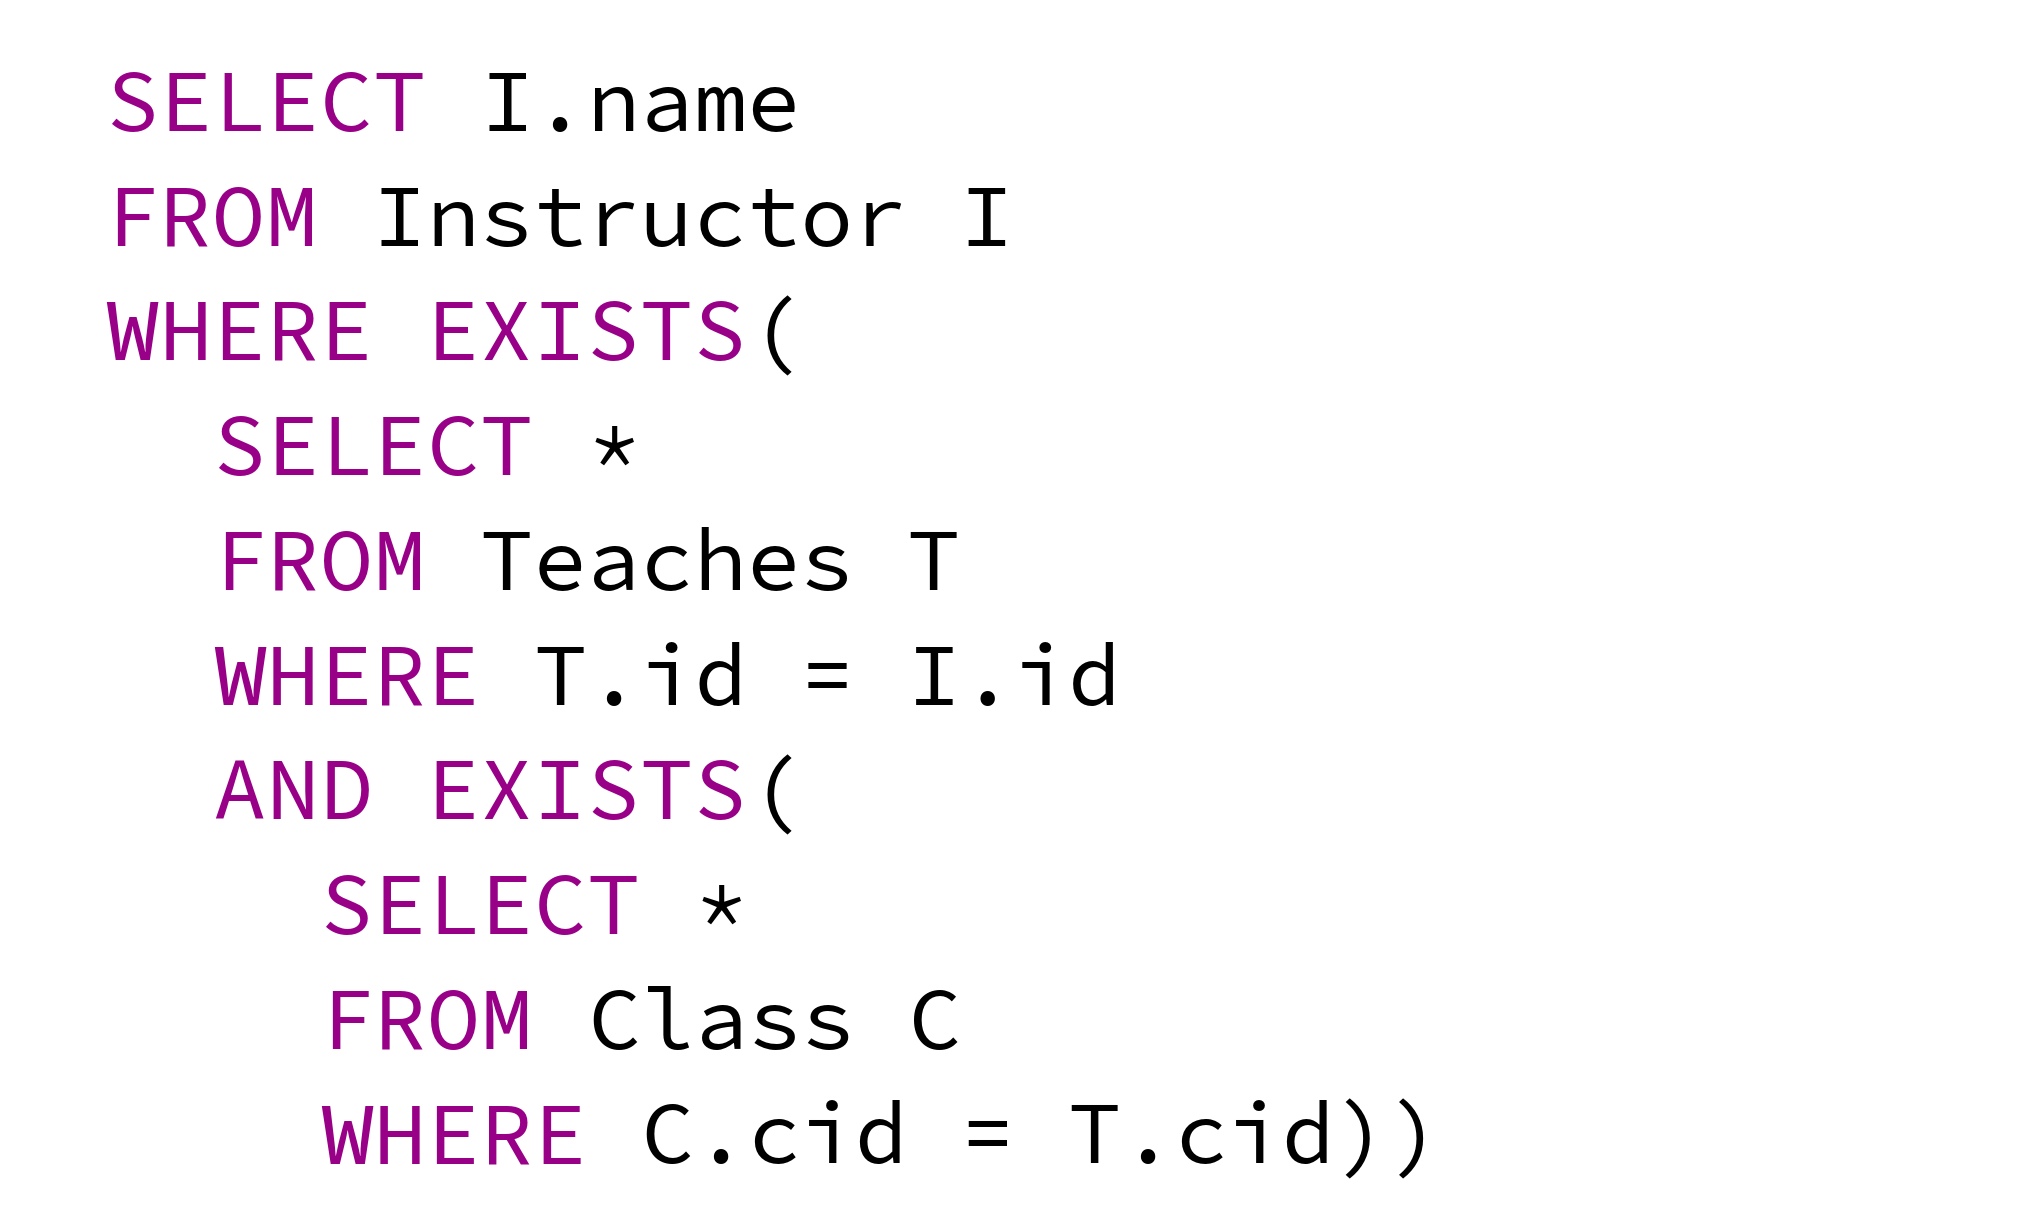 SELECT I.name
FROM Instructor I
WHERE EXISTS(
  SELECT *
  FROM Teaches T
  WHERE T.id = I.id
  AND EXISTS(
    SELECT *
    FROM Class C
    WHERE C.cid = T.cid))